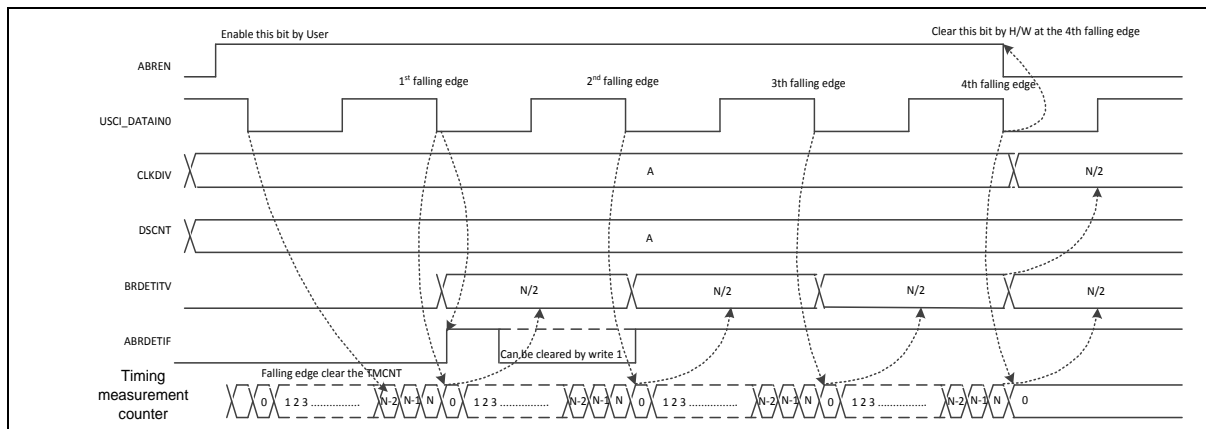 Enable this bit by User
Clear this bit by H/W at the 4th falling edge
ABREN
1st falling edge
2nd falling edge
3th falling edge
4th falling edge
USCI_DATAIN0
CLKDIV
A
N/2
DSCNT
A
BRDETITV
N/2
N/2
N/2
N/2
ABRDETIF
Can be cleared by write 1
Falling edge clear the TMCNT
Timing
measurement
counter
0 1 2 3 ............... N-2 N-1 N 0 1 2 3 ............... N-2 N-1 N 0 1 2 3 ............... N-2 N-1 N 0 1 2 3 ............... N-2 N-1 N 0